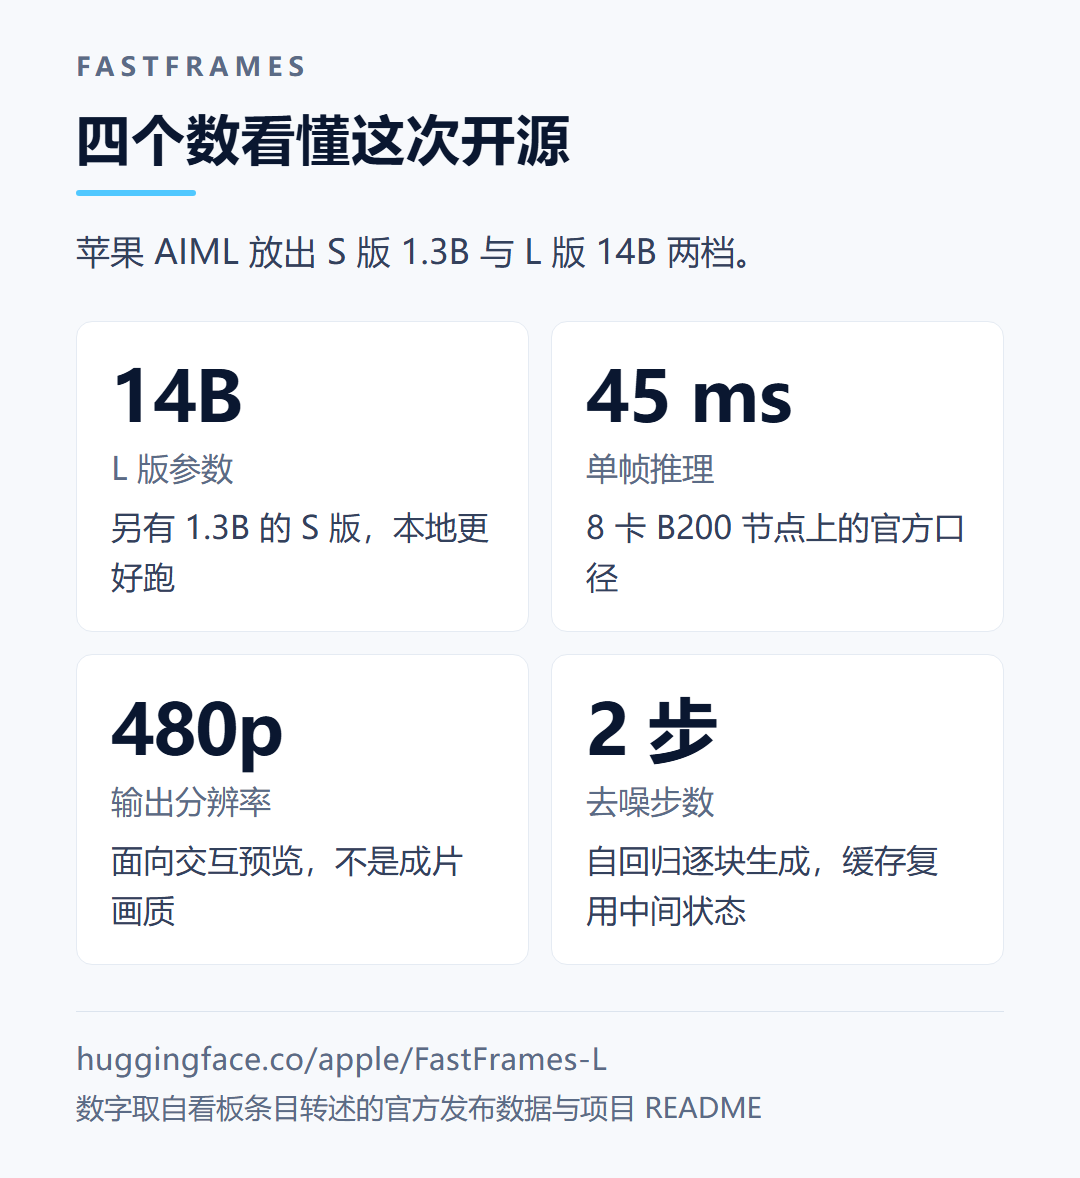 FASTFRAMES
四个数看懂这次开源
苹果 AIML 放出 S 版 1.3B 与 L 版 14B 两档。
14B
L 版参数
另有 1.3B 的 S 版，本地更
好跑
45 ms
单帧推理
8 卡 B200 节点上的官方口
径
480p
输出分辨率
面向交互预览，不是成片
画质
2 步
去噪步数
自回归逐块生成，缓存复
用中间状态
huggingface.co/apple/FastFrames-L
数字取自看板条目转述的官方发布数据与项目 README